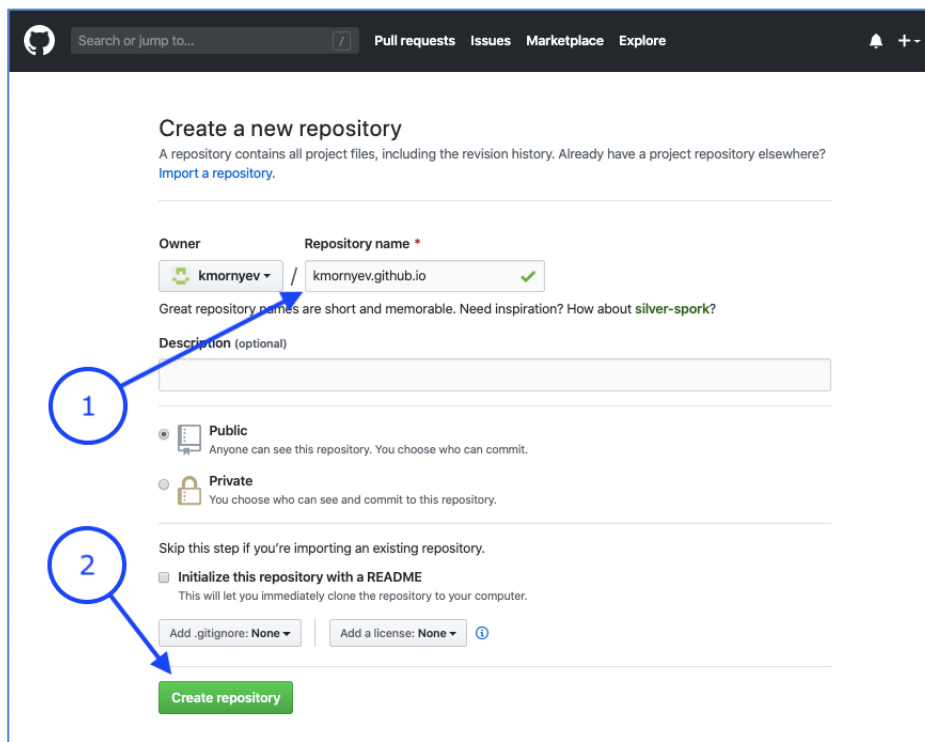 Search or jump to... / Pull requests Issues Marketplace Explore
Create a new repository
A repository contains all project files, including the revision history. Already have a project repository elsewhere?
Import a repository.
Owner Repository name *
kmornyev / kmornyev.github.io
Great repository names are short and memorable. Need inspiration? How about silver-spork?
Description (optional)
1
Public
Anyone can see this repository. You choose who can commit.
Private
You choose who can see and commit to this repository.
Skip this step if you're importing an existing repository.
2
Initialize this repository with a README
This will let you immediately clone the repository to your computer.
Add .gitignore: None Add a license: None
Create repository